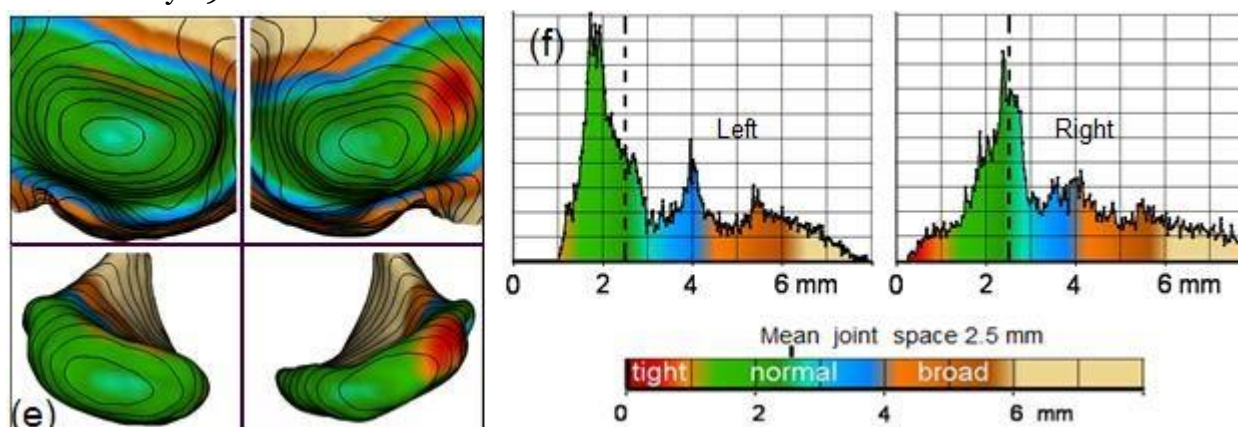 (f)
Left
Right
0 2 4 6 mm
0 2 4 6 mm
Mean joint space 2.5 mm
tight normal broad
(e)
0 2 4 6 mm